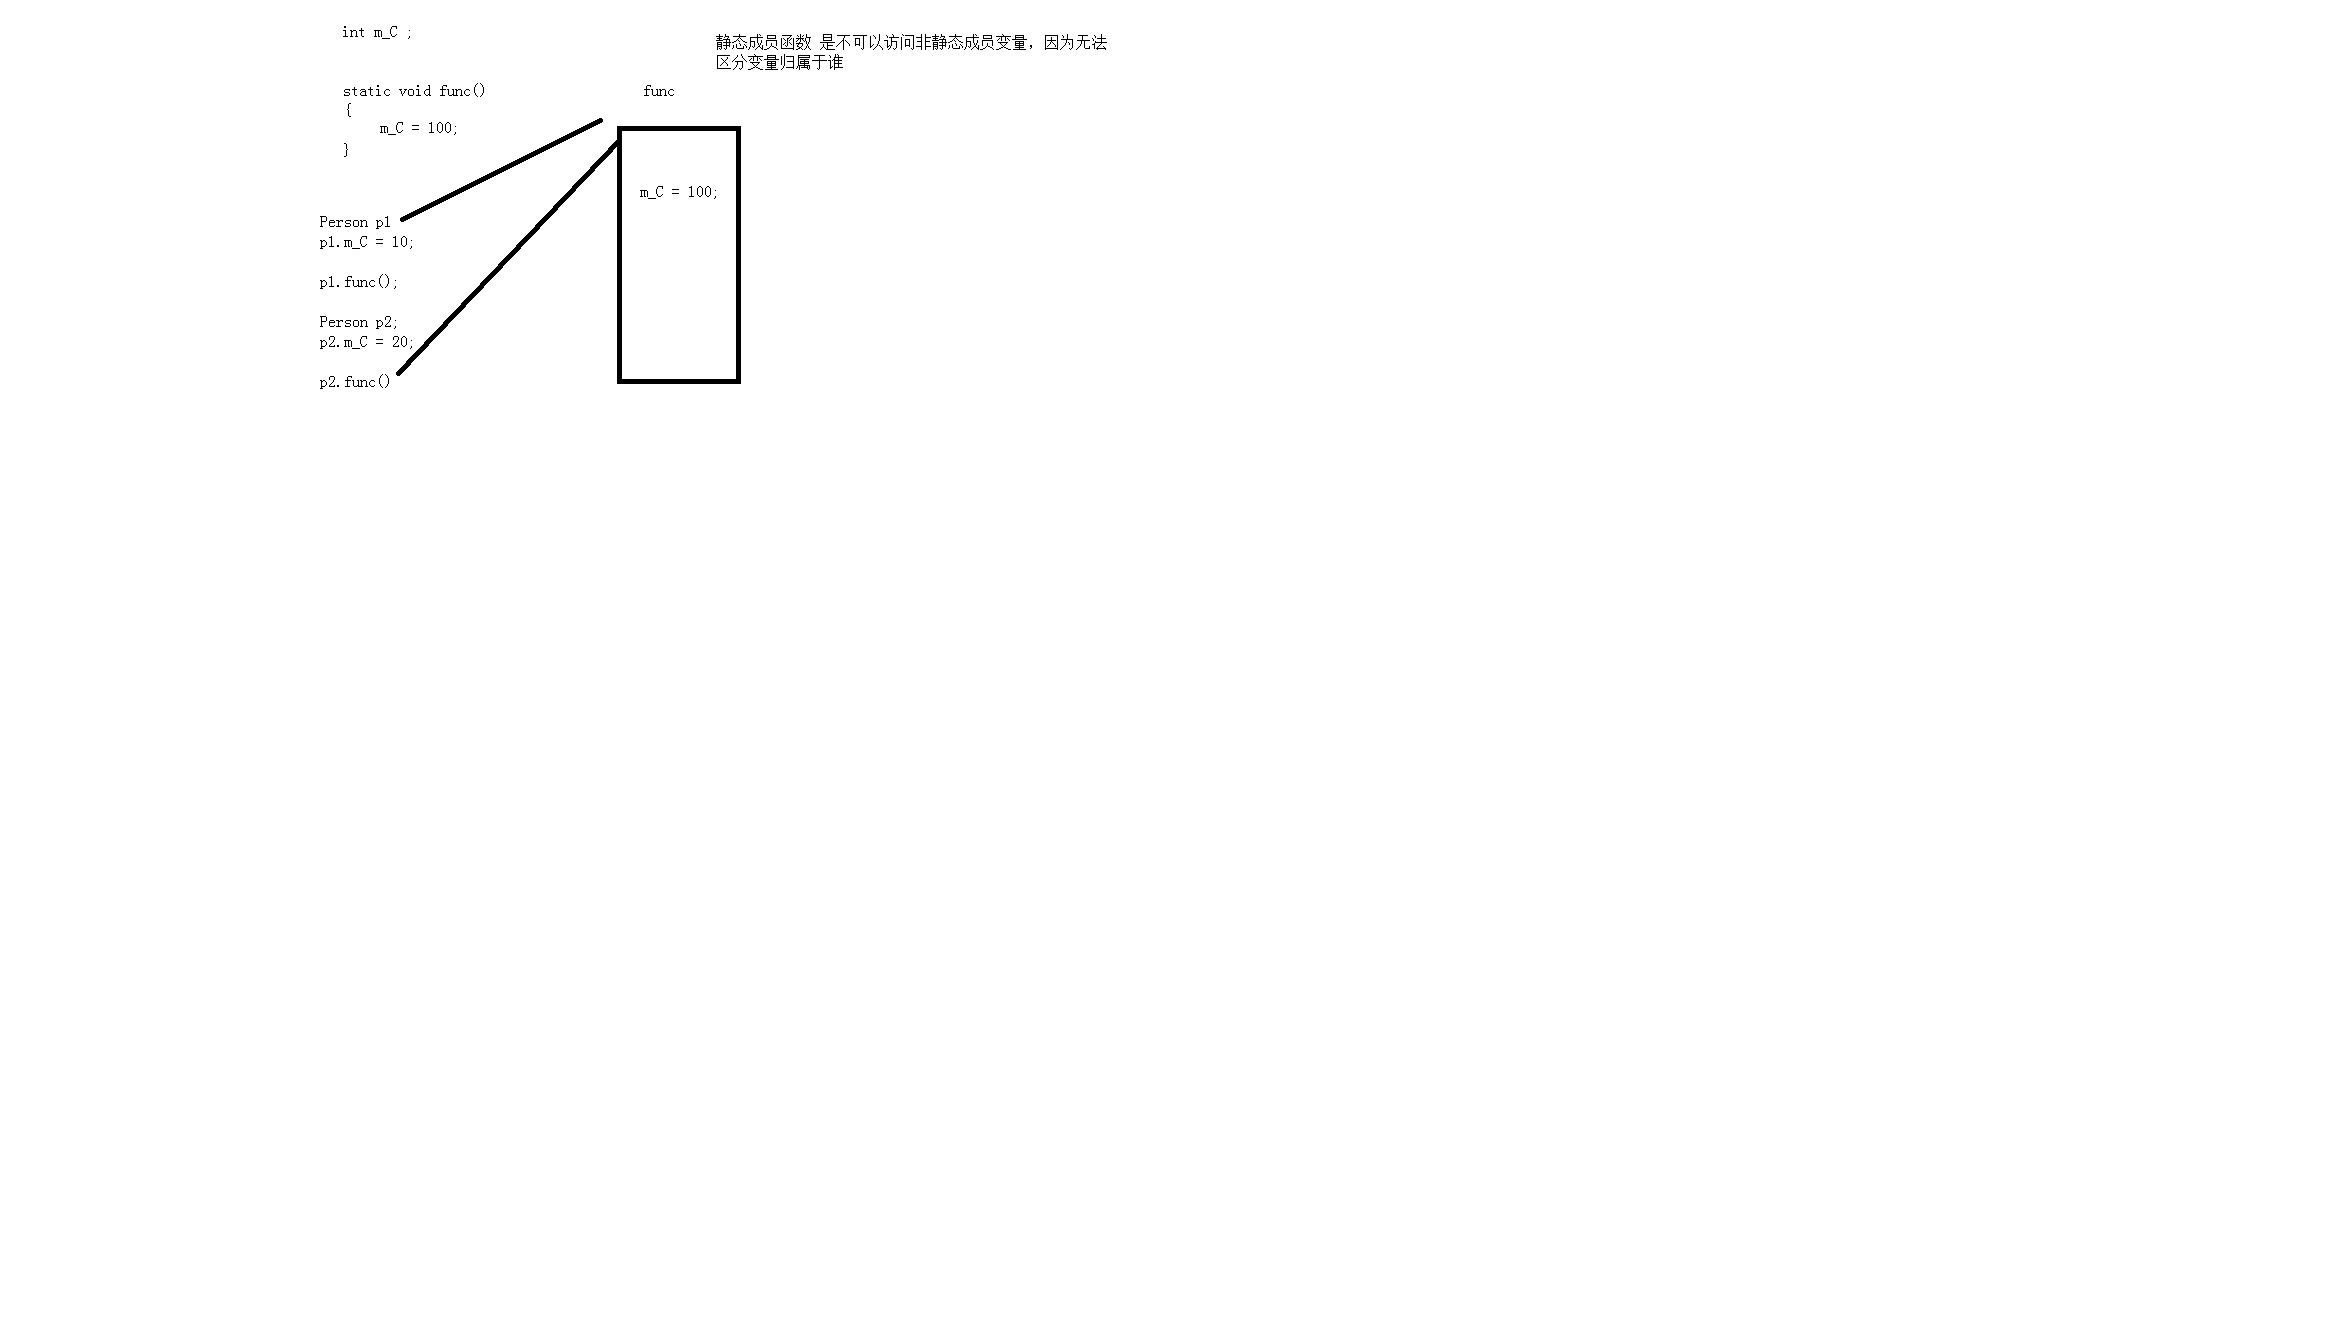 int m_C ;
静态成员函数 是不可以访问非静态成员变量，因为无法
区分变量归属于谁
static void func()
{
m_C = 100;
}
func
m_C = 100;
Person p1
p1.m_C = 10;
p1.func();
Person p2;
p2.m_C = 20;
p2.func()